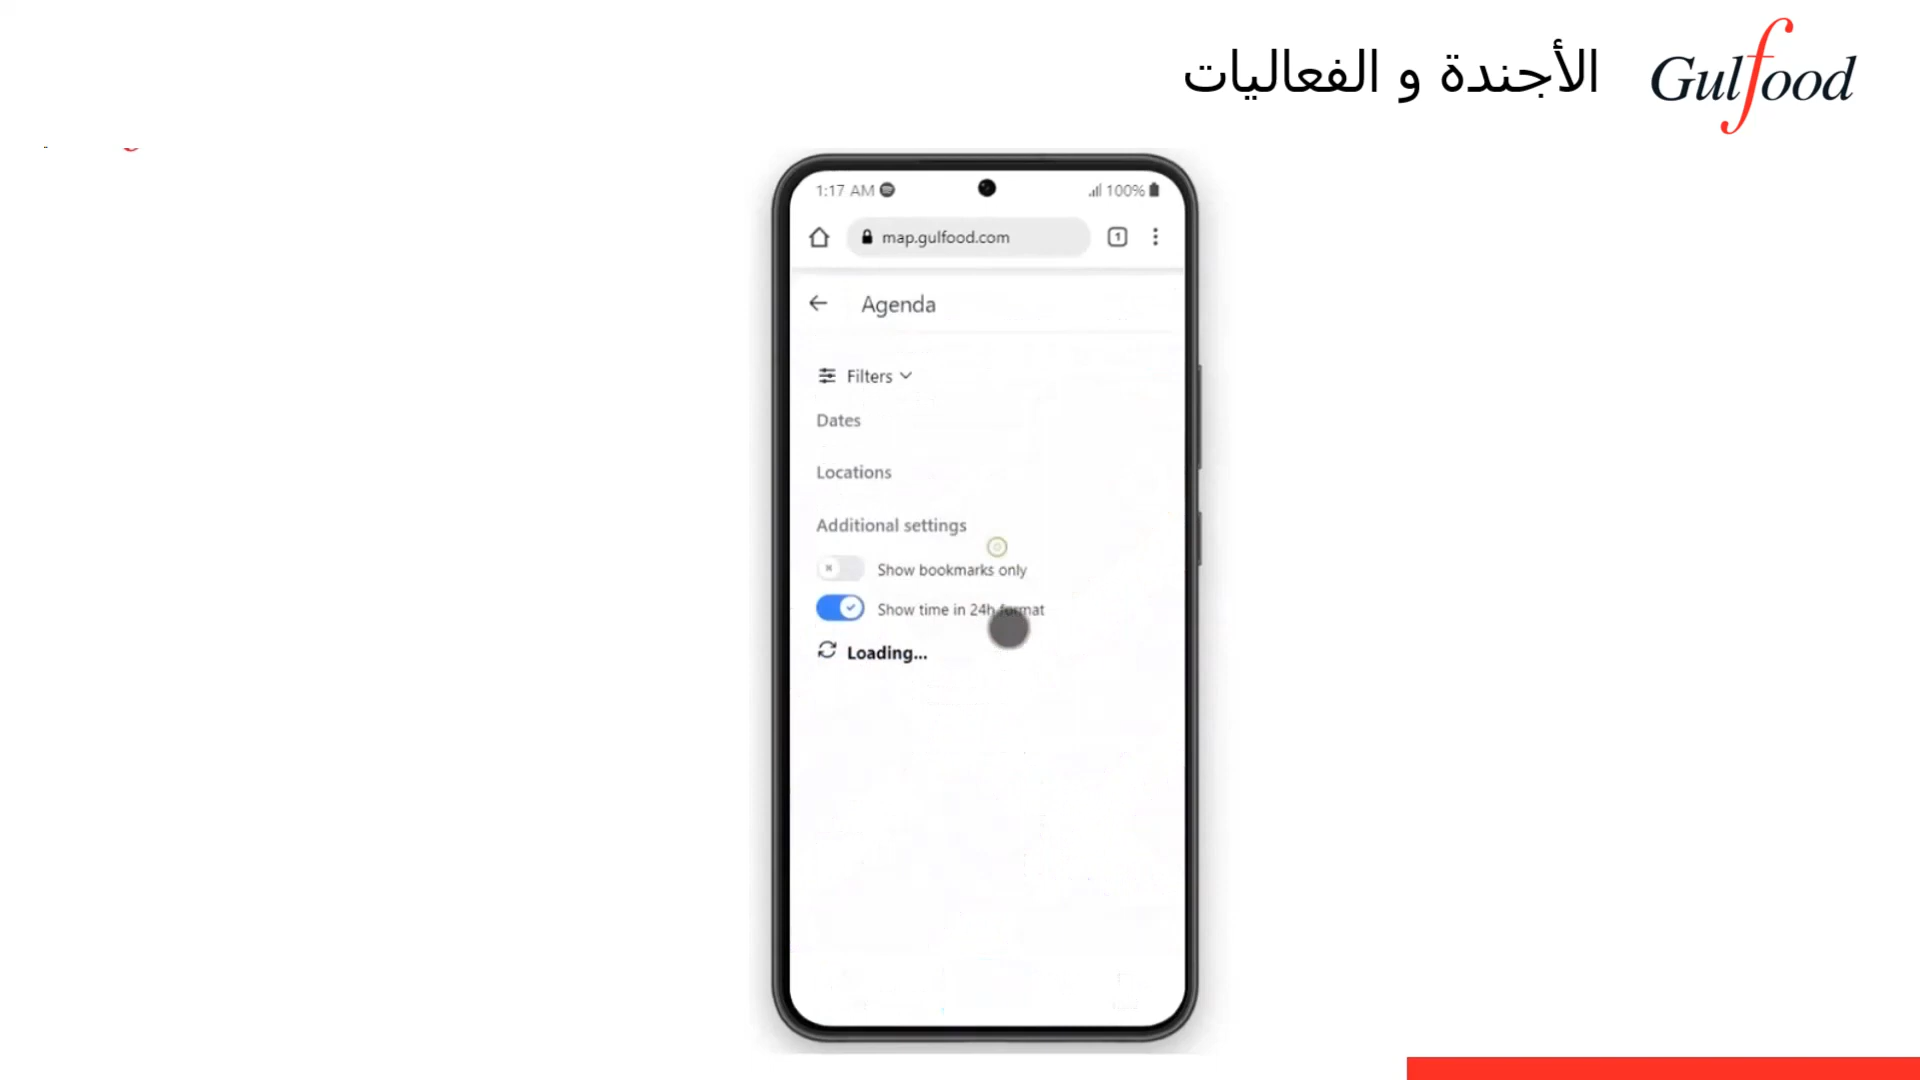 الأجندة و الفعاليات
Gulfood
1:17 AM
100%
map.gulfood.com
1
Agenda
Filters
Dates
Locations
Additional settings
Show bookmarks only
Show time in 24h format
Loading...